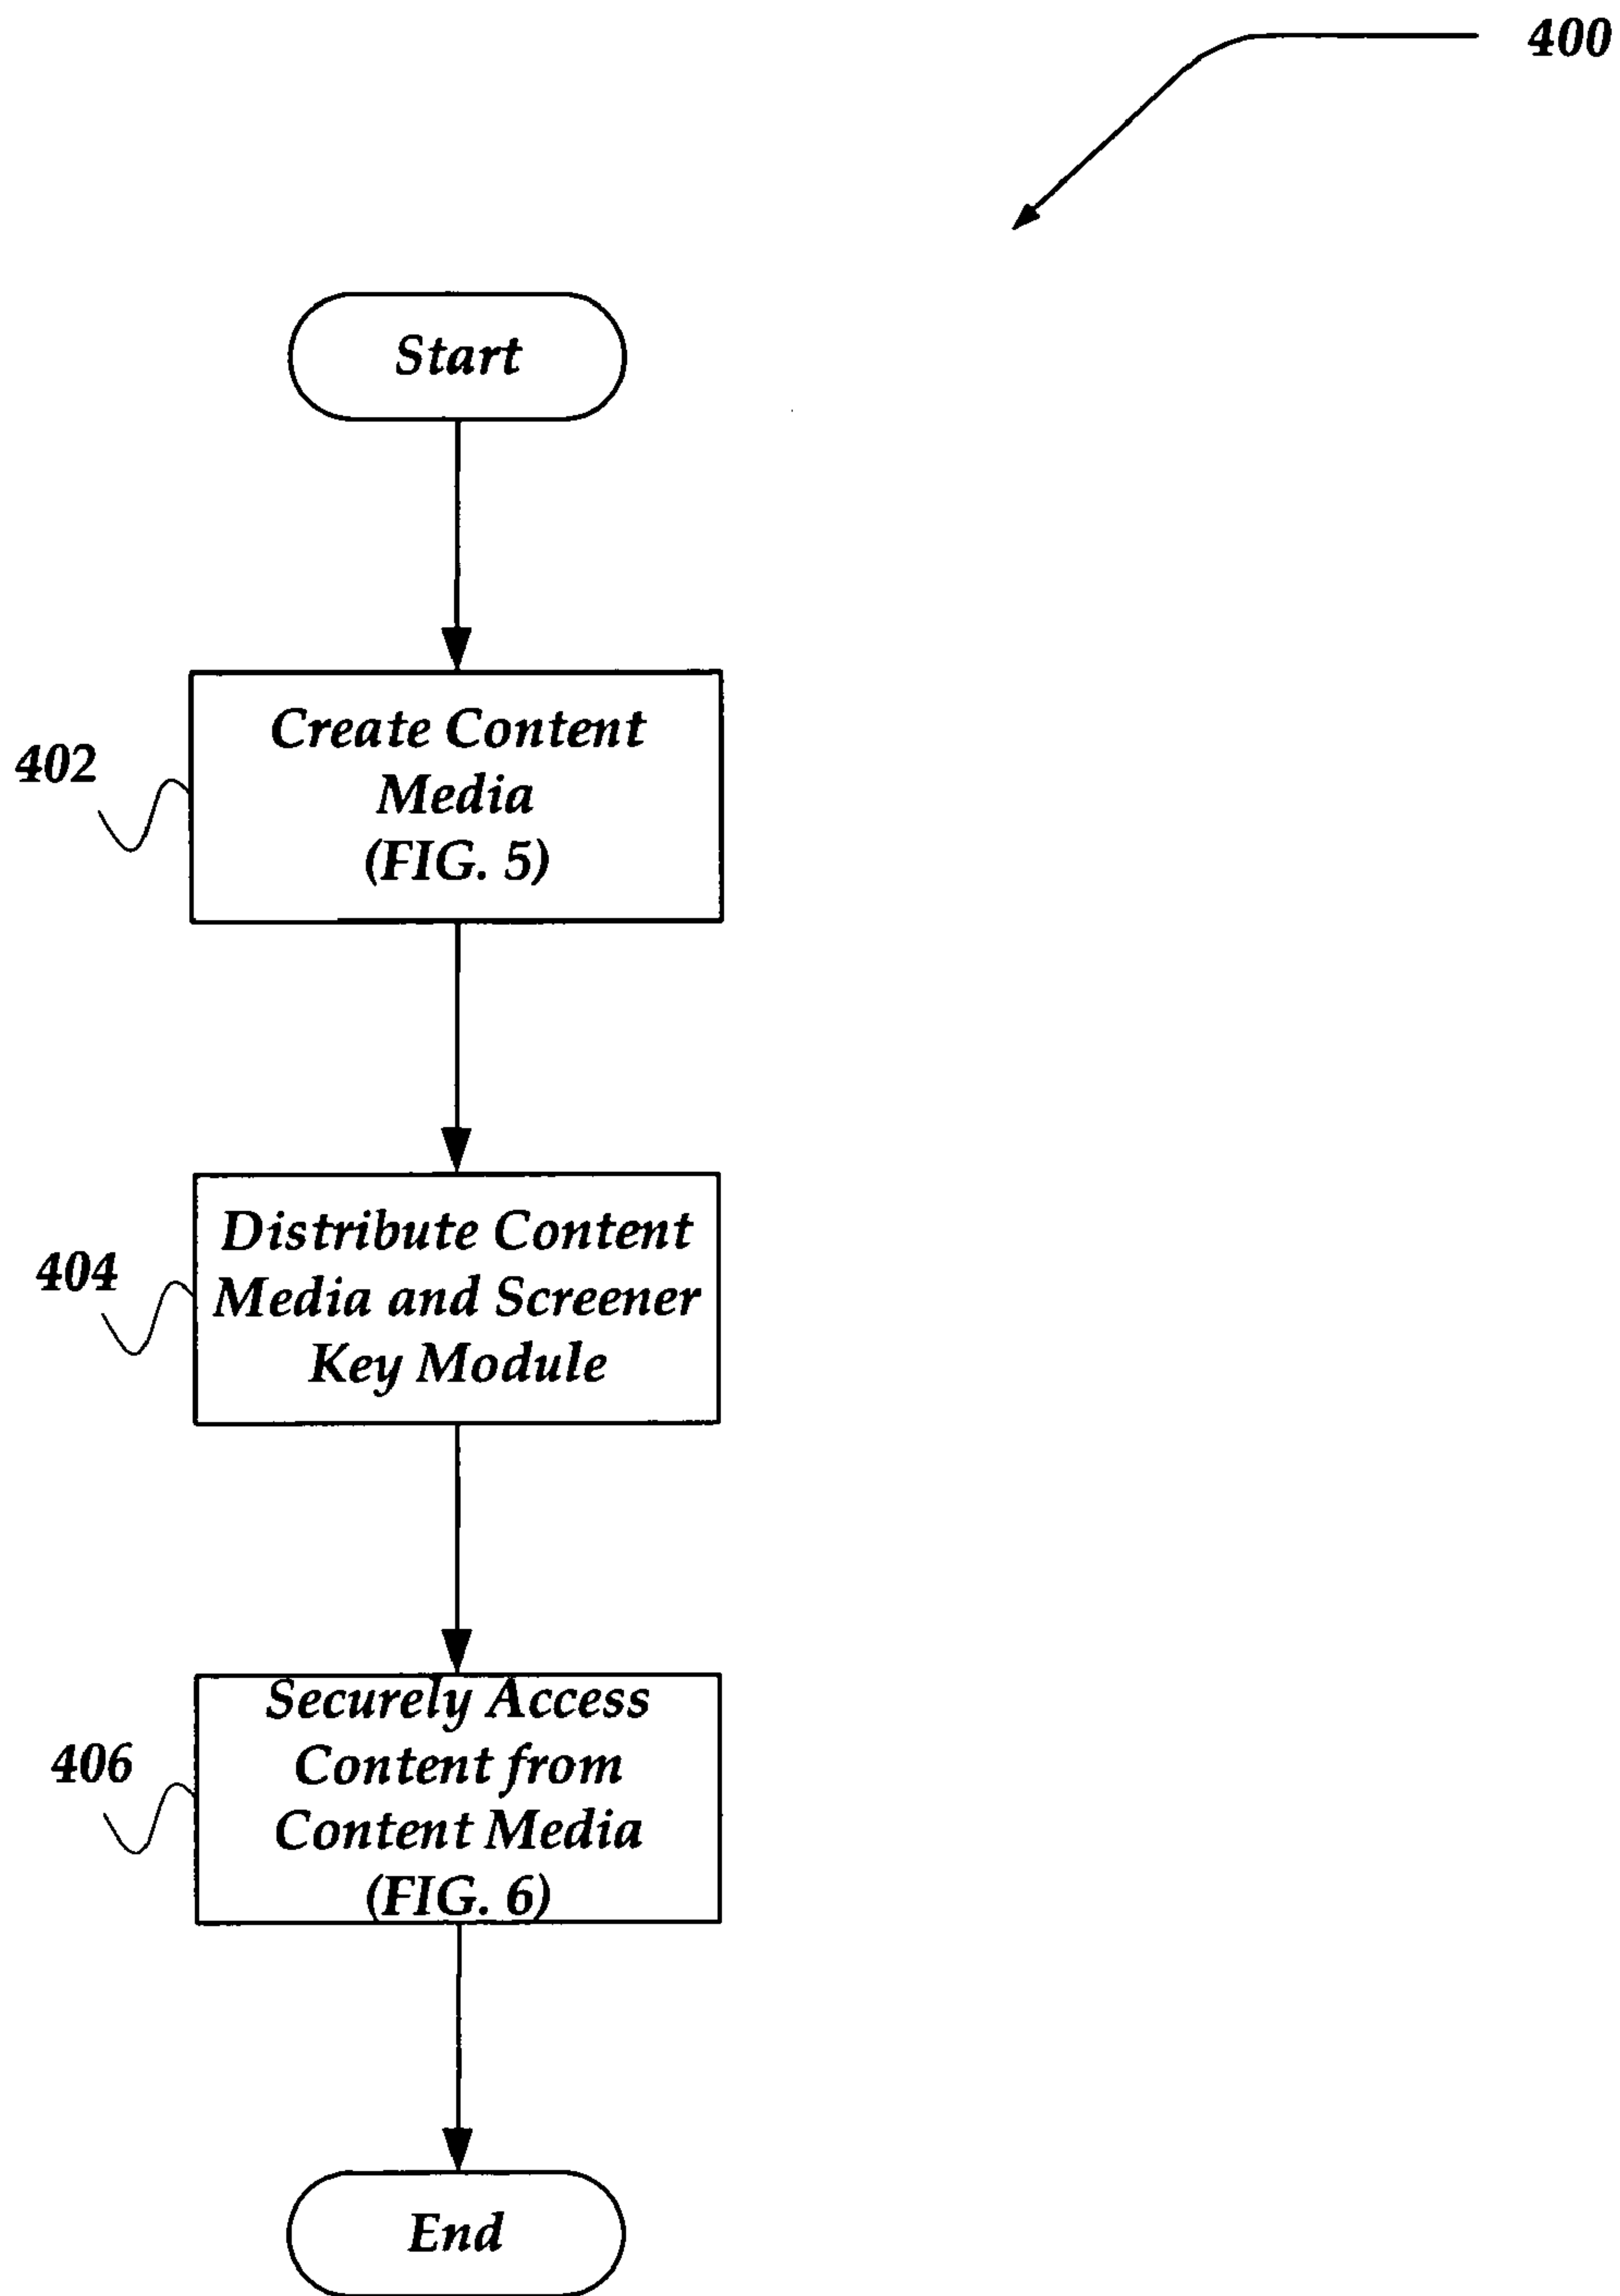 400
Start
402
Create Content
Media
(FIG. 5)
404
Distribute Content
Media and Screener
Key Module
406
Securely Access
Content from
Content Media
(FIG. 6)
End